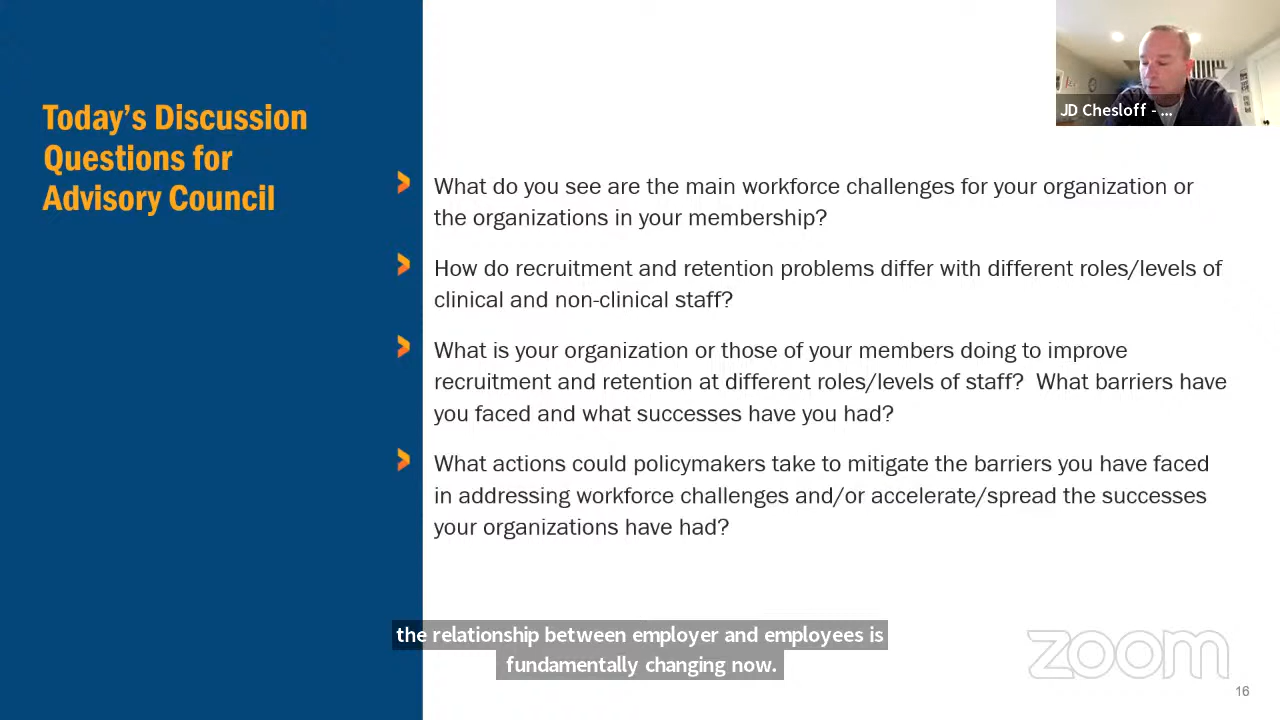 Today's Discussion
Questions for
Advisory Council
JD Chesloff - ...
What do you see are the main workforce challenges for your organization or
the organizations in your membership?
How do recruitment and retention problems differ with different roles/levels of
clinical and non-clinical staff?
What is your organization or those of your members doing to improve
recruitment and retention at different roles/levels of staff?  What barriers have
you faced and what successes have you had?
What actions could policymakers take to mitigate the barriers you have faced
in addressing workforce challenges and/or accelerate/spread the successes
your organizations have had?
the relationship between employer and employees is
fundamentally changing now.
zoom
16